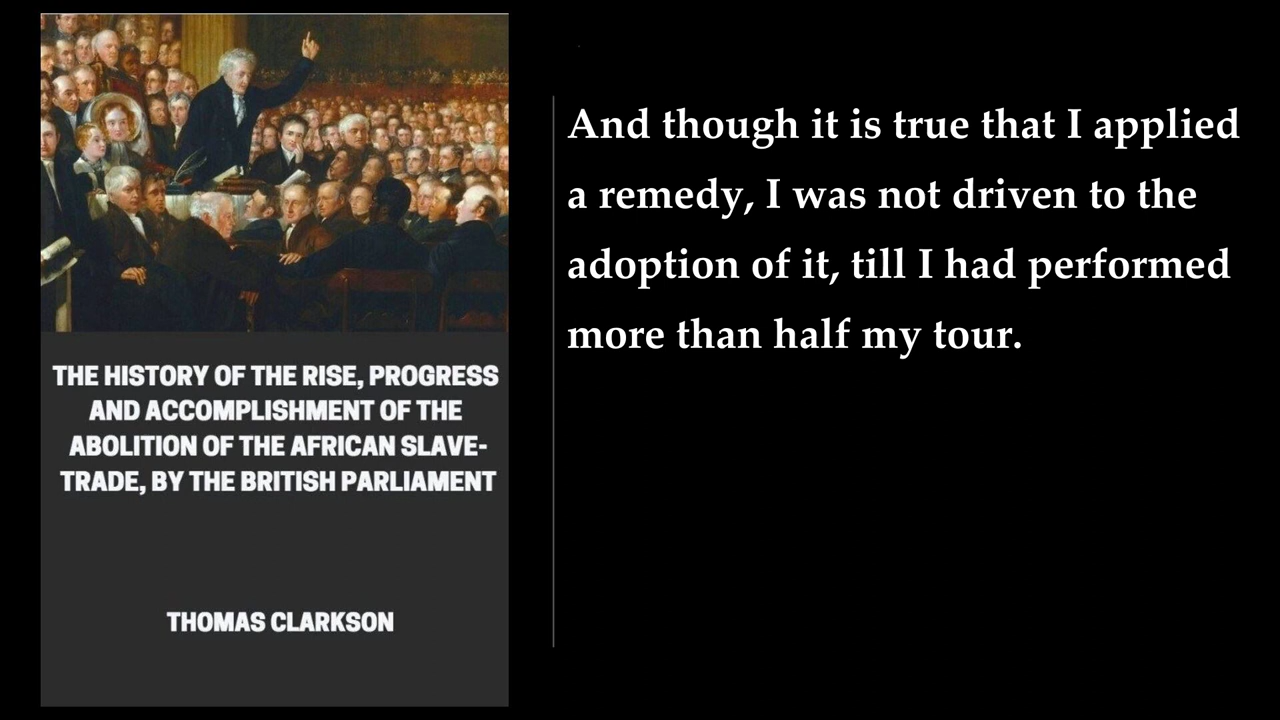 THE HISTORY OF THE RISE, PROGRESS
AND ACCOMPLISHMENT OF THE
ABOLITION OF THE AFRICAN SLAVE-
TRADE, BY THE BRITISH PARLIAMENT
THOMAS CLARKSON
And though it is true that I applied
a remedy, I was not driven to the
adoption of it, till I had performed
more than half my tour.